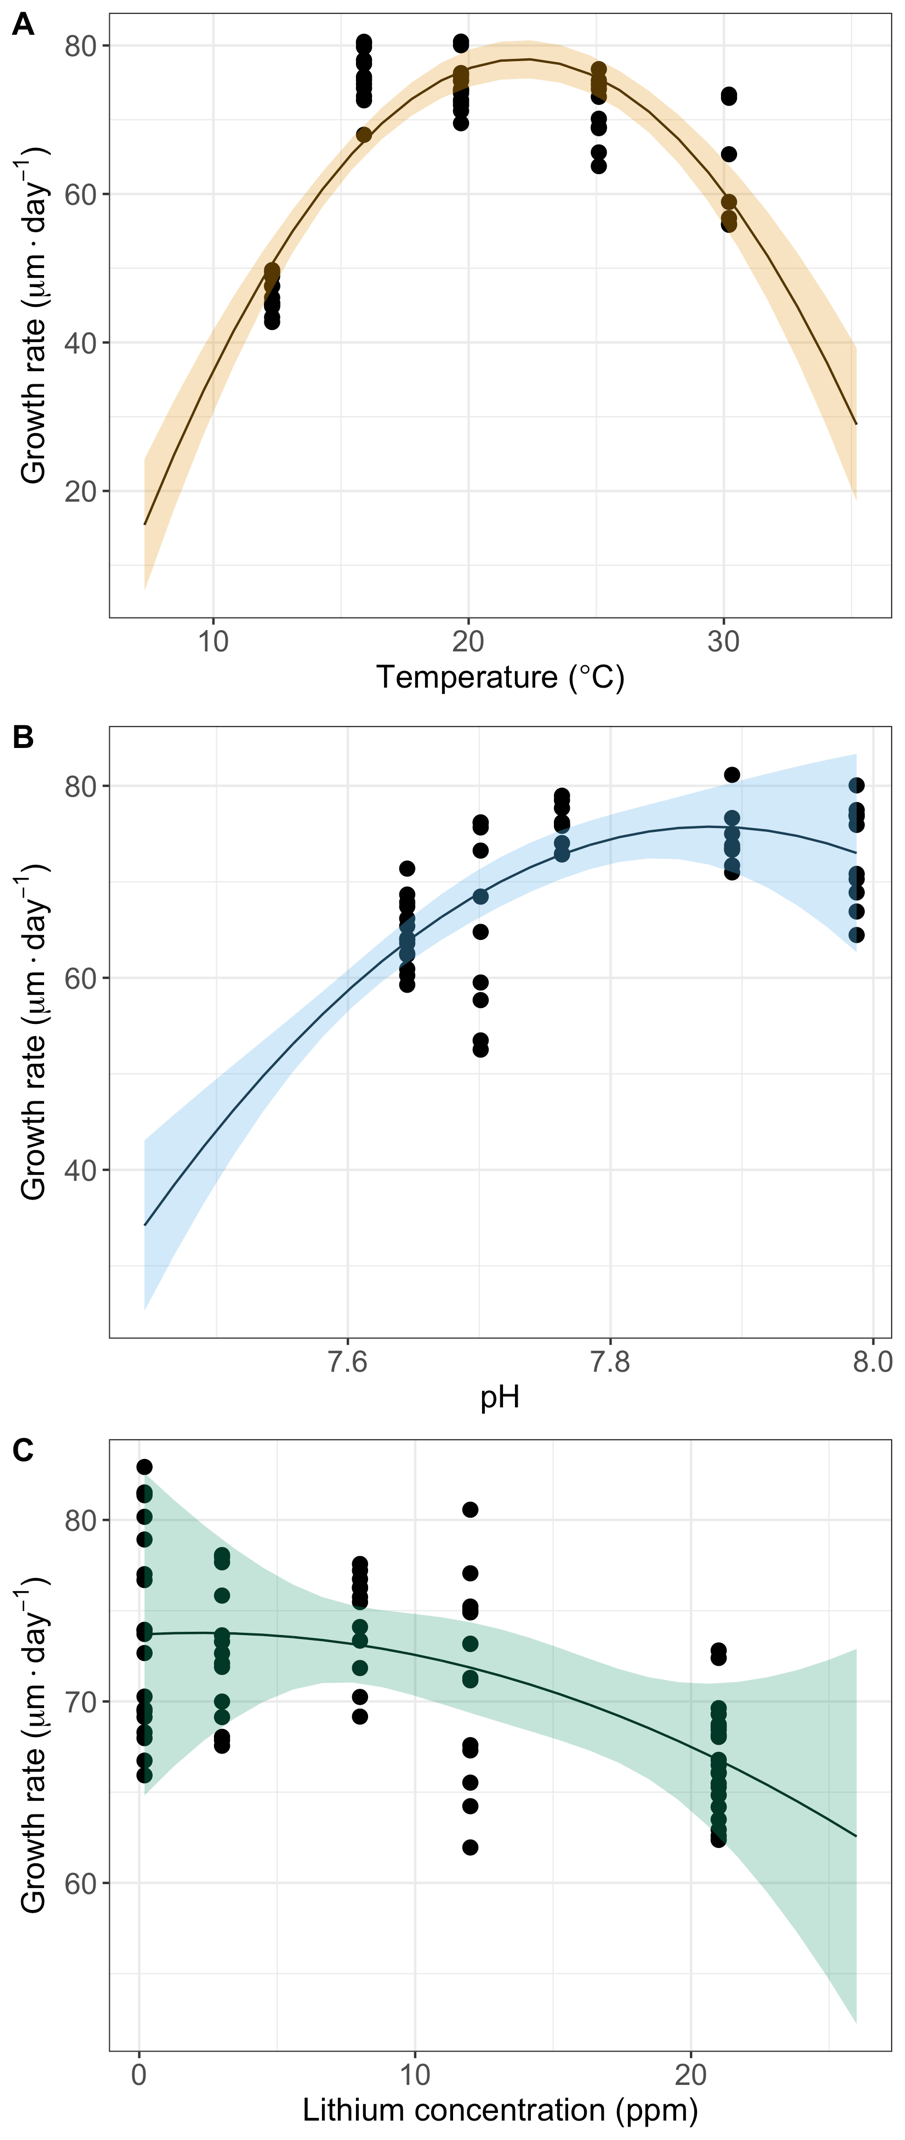 A
80
60
40
20
Growth rate (μm · day⁻¹)
10 20 30
Temperature (°C)
B
80
60
40
Growth rate (μm · day⁻¹)
7.6 7.8 8.0
pH
C
80
70
60
Growth rate (μm · day⁻¹)
0 10 20
Lithium concentration (ppm)